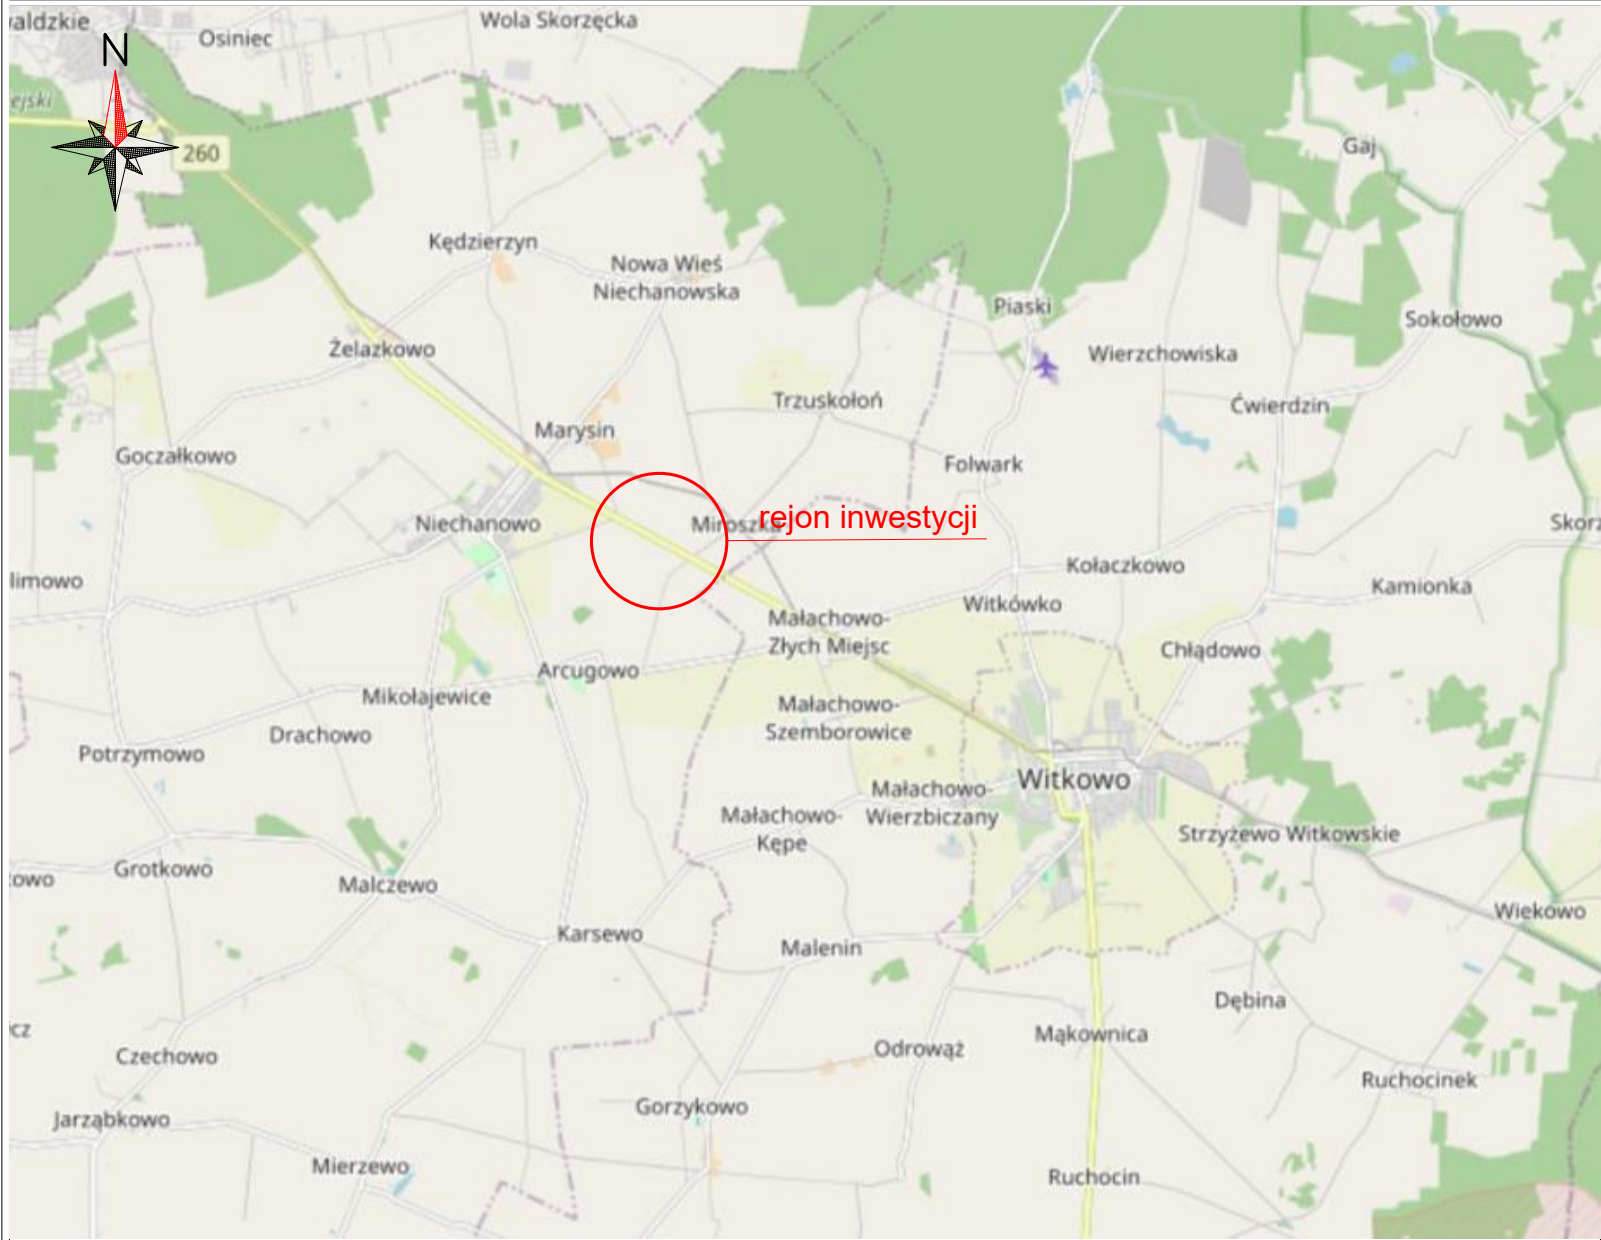 aldzkie
Osiniec
Wola Skorzęcka
N
ejski
260
Gaj
Kędzierzyn
Nowa Wieś
Niechanowska
Piaski
Sokołowo
Żelazkowo
Wierzchowiska
Trzuskołoń
Ćwierdzin
Marysin
Goczałkowo
Folwark
Niechanowo
Miroszka
rejon inwestycji
Skorz
Kołaczkowo
limowo
Kamionka
Witkówko
Małachowo-
Złych Miejsc
Chłądowo
Arcugowo
Mikołajewice
Małachowo-
Szemborowice
Drachowo
Potrzymowo
Witkowo
Małachowo-
Wierzbiczany
Małachowo-
Kępe
Strzyżewo Witkowskie
Grotkowo
owo
Malczewo
Wiekowo
Karsewo
Malenin
Dębina
cz
Mąkownica
Odrowąż
Czechowo
Ruchocinek
Gorzykowo
Jarząbkowo
Mierzewo
Ruchocin